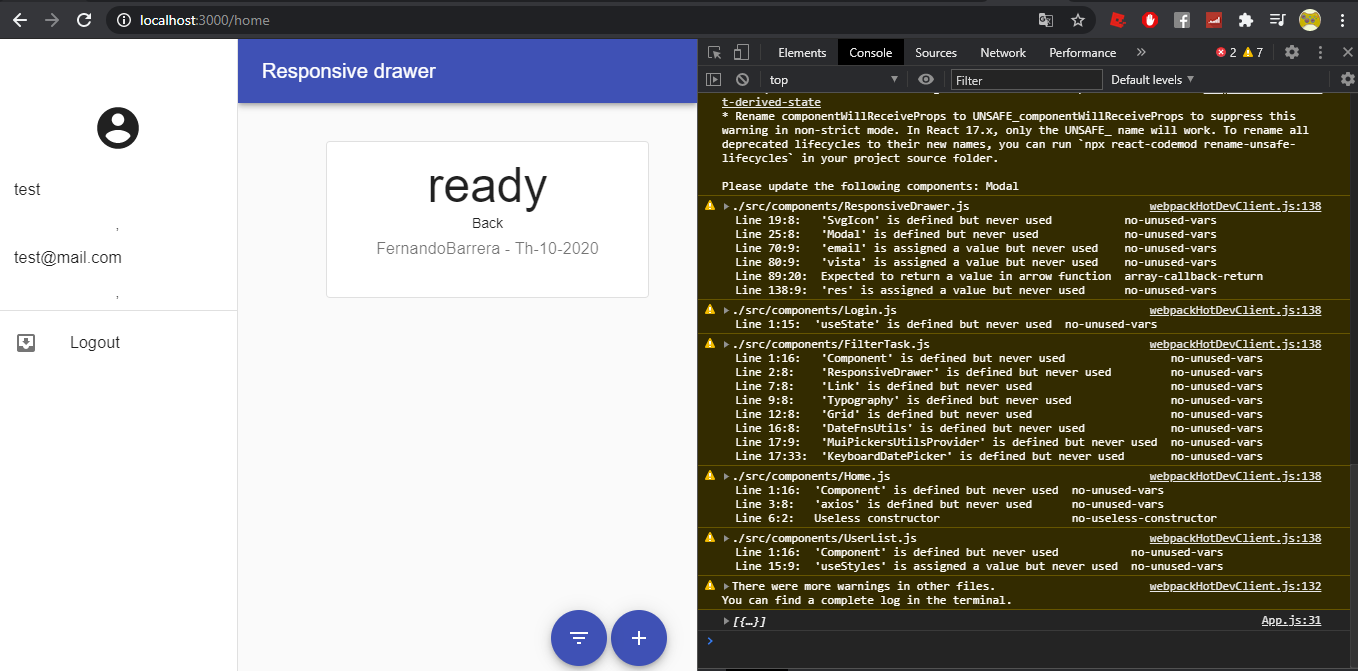 localhost:3000/home
Responsive drawer
test
,
test@mail.com
,
Logout
ready
Back
FernandoBarrera - Th-10-2020
Elements Console Sources Network Performance » 2 7
top Filter Default levels
t-derived-state
* Rename componentWillReceiveProps to UNSAFE_componentWillReceiveProps to suppress this
warning in non-strict mode. In React 17.x, only the UNSAFE_ name will work. To rename all
deprecated lifecycles to their new names, you can run `npx react-codemod rename-unsafe-
lifecycles` in your project source folder.
Please update the following components: Modal
./src/components/ResponsiveDrawer.js webpackHotDevClient.js:138
Line 19:8: 'SvgIcon' is defined but never used no-unused-vars
Line 25:8: 'Modal' is defined but never used no-unused-vars
Line 70:9: 'email' is assigned a value but never used no-unused-vars
Line 80:9: 'vista' is assigned a value but never used no-unused-vars
Line 89:20: Expected to return a value in arrow function array-callback-return
Line 138:9: 'res' is assigned a value but never used no-unused-vars
./src/components/Login.js webpackHotDevClient.js:138
Line 1:15: 'useState' is defined but never used no-unused-vars
./src/components/FilterTask.js webpackHotDevClient.js:138
Line 1:16: 'Component' is defined but never used no-unused-vars
Line 2:8: 'ResponsiveDrawer' is defined but never used no-unused-vars
Line 7:8: 'Link' is defined but never used no-unused-vars
Line 9:8: 'Typography' is defined but never used no-unused-vars
Line 12:8: 'Grid' is defined but never used no-unused-vars
Line 16:8: 'DateFnsUtils' is defined but never used no-unused-vars
Line 17:9: 'MuiPickersUtilsProvider' is defined but never used no-unused-vars
Line 17:33: 'KeyboardDatePicker' is defined but never used no-unused-vars
./src/components/Home.js webpackHotDevClient.js:138
Line 1:16: 'Component' is defined but never used no-unused-vars
Line 3:8: 'axios' is defined but never used no-unused-vars
Line 6:2: Useless constructor no-useless-constructor
./src/components/UserList.js webpackHotDevClient.js:138
Line 1:16: 'Component' is defined but never used no-unused-vars
Line 15:9: 'useStyles' is assigned a value but never used no-unused-vars
There were more warnings in other files. webpackHotDevClient.js:132
You can find a complete log in the terminal.
[{…}] App.js:31